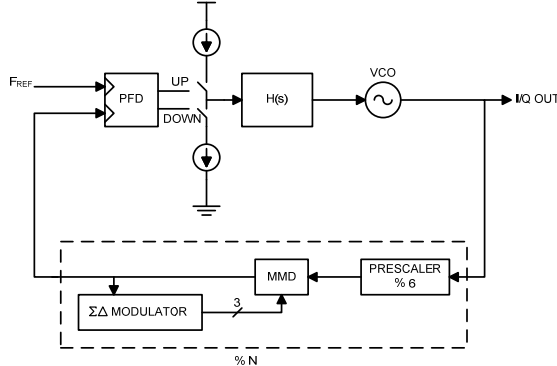 FREF
PFD
UP
DOWN
H(s)
VCO
I/Q OUT
MMD
PRESCALER
% 6
ΣΔ MODULATOR
3
% N